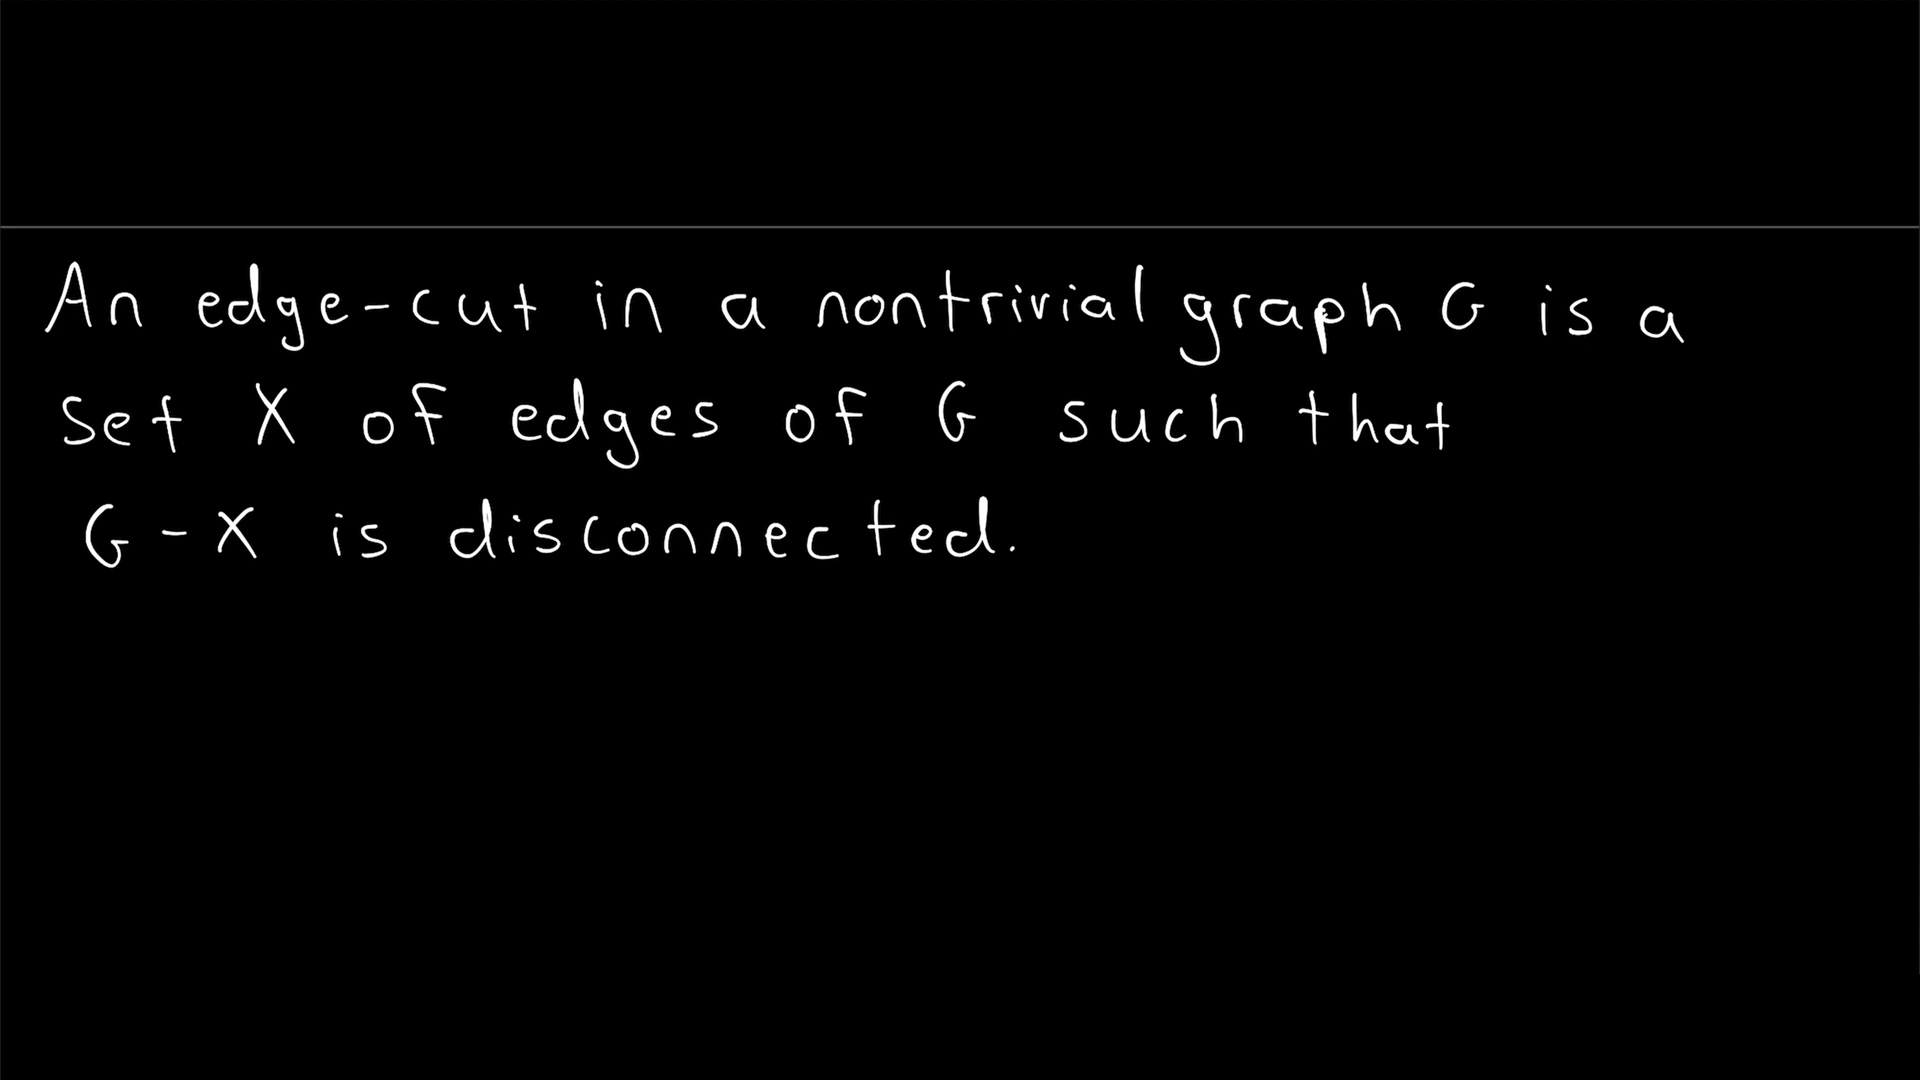 An edge-cut in a nontrivial graph G is a
set X of edges of G such that
G - X is disconnected.